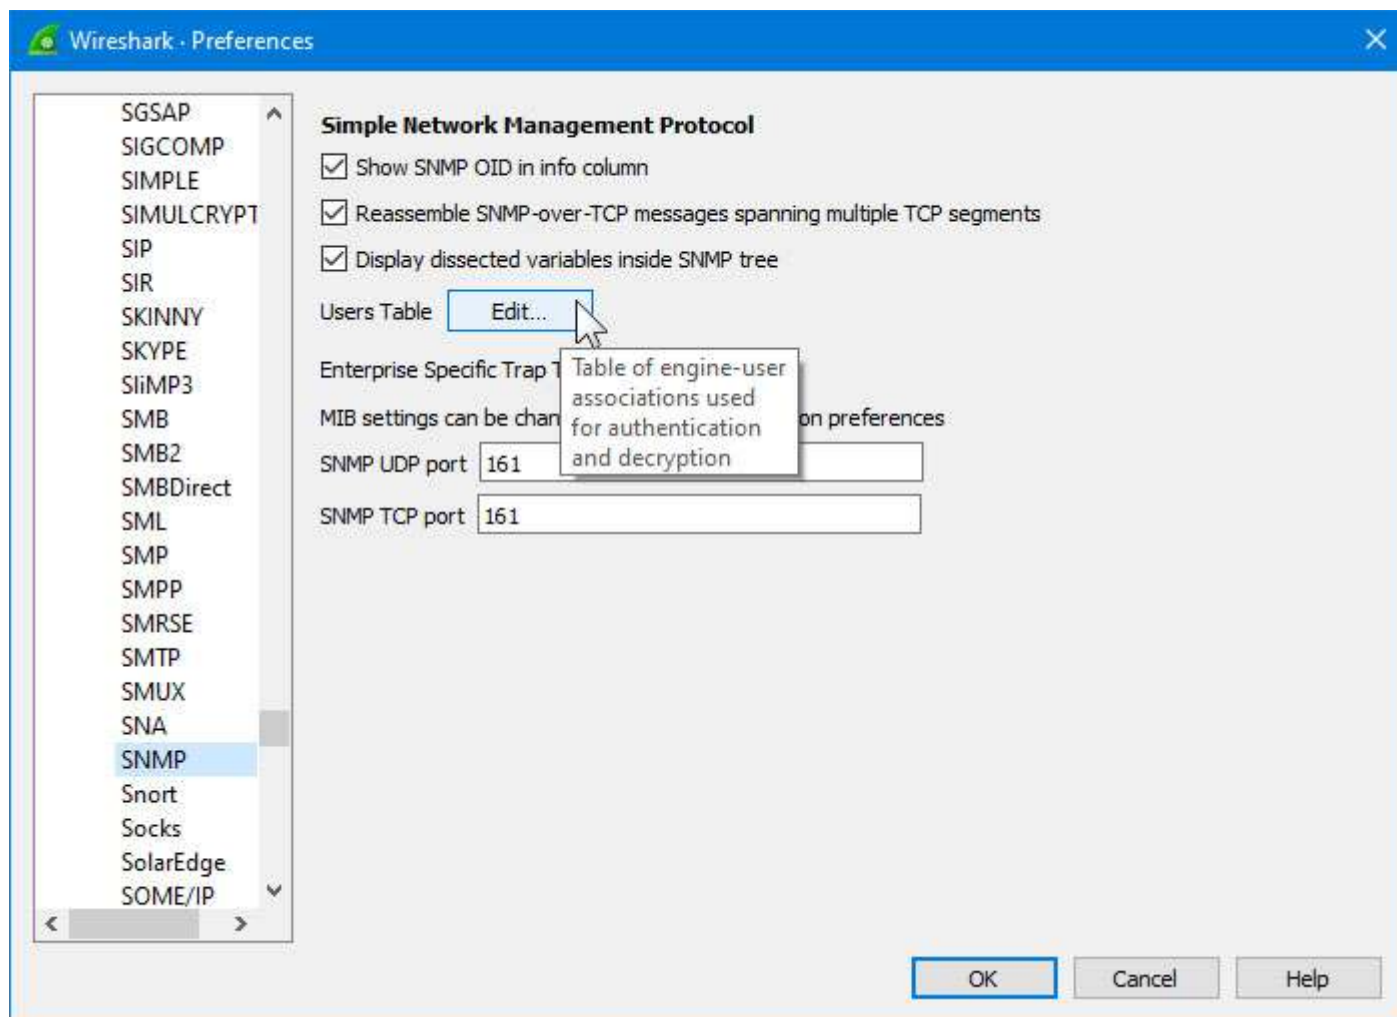 Wireshark · Preferences
SGSAP
SIGCOMP
SIMPLE
SIMULCRYPT
SIP
SIR
SKINNY
SKYPE
SliMP3
SMB
SMB2
SMBDirect
SML
SMP
SMPP
SMRSE
SMTP
SMUX
SNA
SNMP
Snort
Socks
SolarEdge
SOME/IP
Simple Network Management Protocol
Show SNMP OID in info column
Reassemble SNMP-over-TCP messages spanning multiple TCP segments
Display dissected variables inside SNMP tree
Users Table Edit...
Enterprise Specific Trap
Table of engine-user
associations used
for authentication
and decryption
MIB settings can be on preferences
SNMP UDP port 161
SNMP TCP port 161
OK Cancel Help